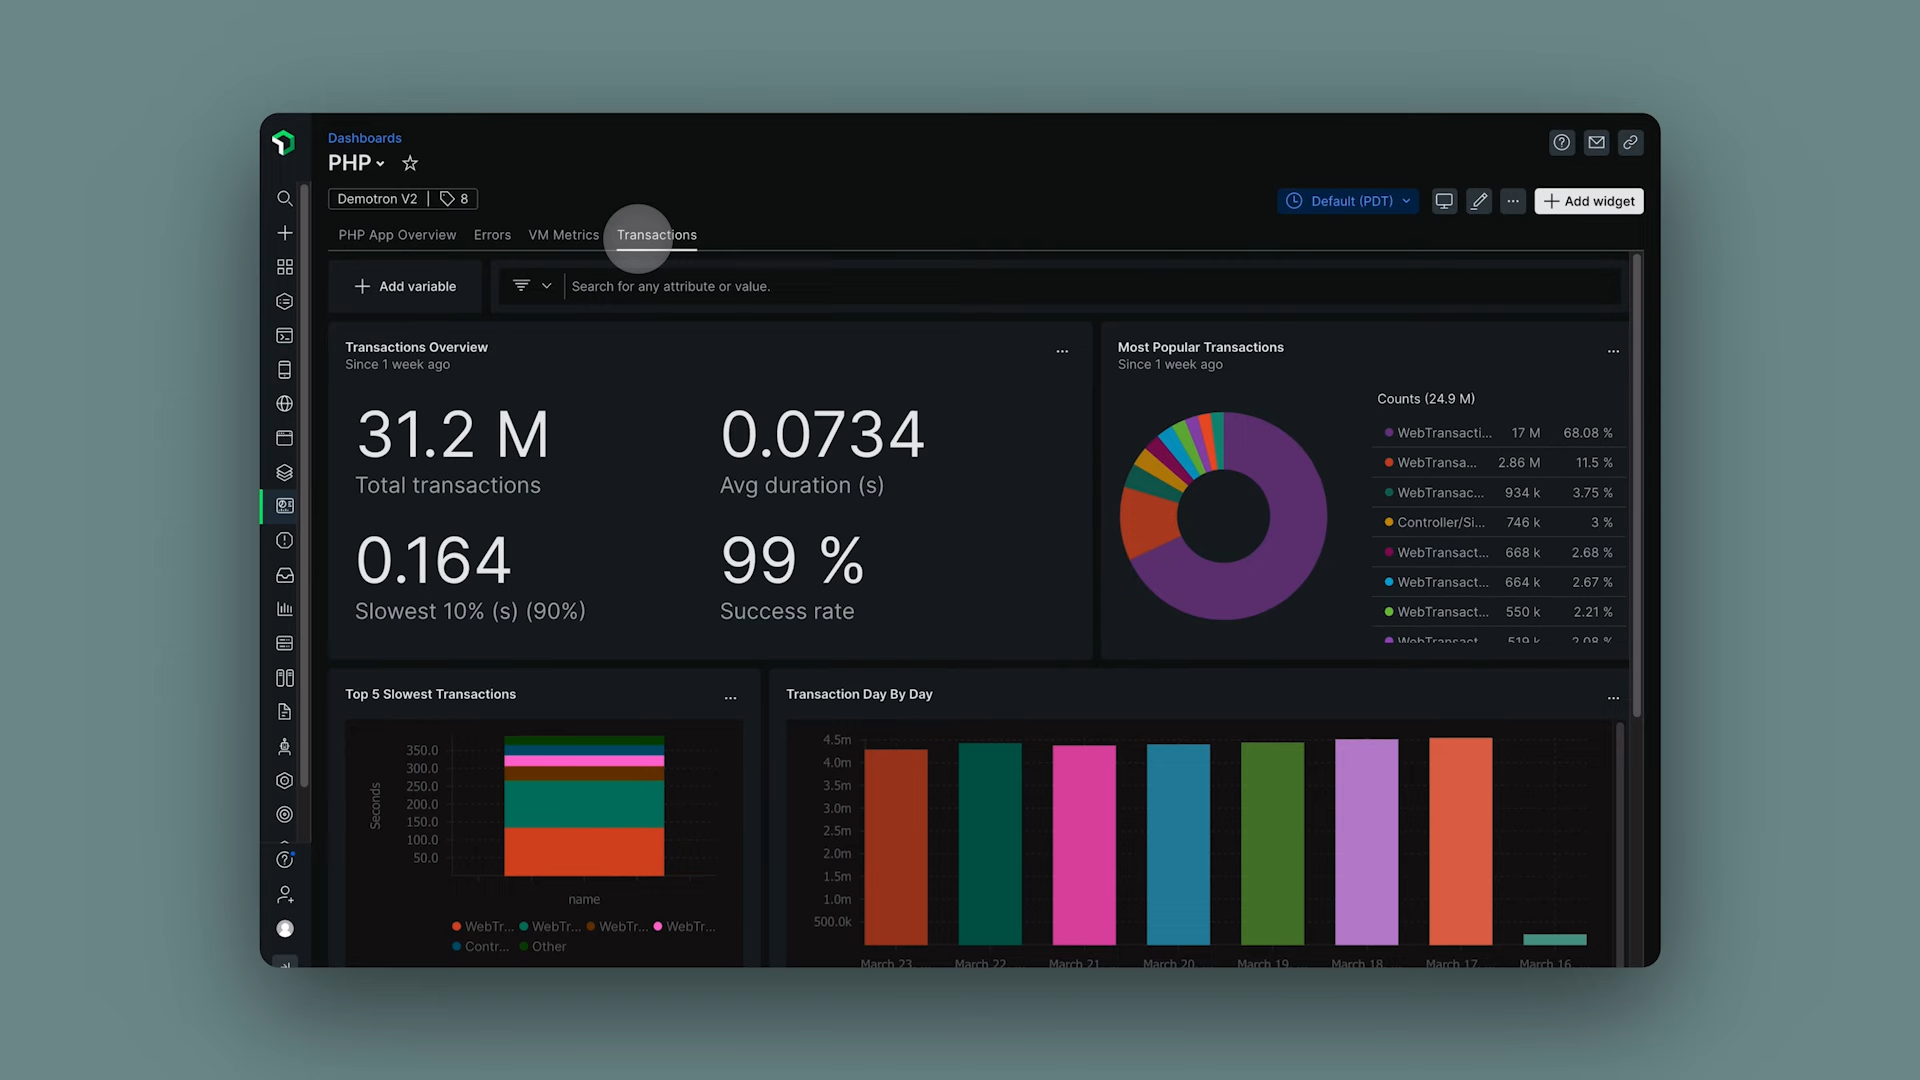 Dashboards
PHP
Demotron V2 | 8
Default (PDT)
Add widget
PHP App Overview Errors VM Metrics Transactions
Add variable
Search for any attribute or value.
Transactions Overview
Since 1 week ago
31.2 M
Total transactions
0.0734
Avg duration (s)
0.164
Slowest 10% (s) (90%)
99 %
Success rate
Most Popular Transactions
Since 1 week ago
Counts (24.9 M)
WebTransacti... 17 M 68.08 %
WebTransa... 2.86 M 11.5 %
WebTransac... 934 k 3.75 %
Controller/Si... 746 k 3 %
WebTransact... 668 k 2.68 %
WebTransact... 664 k 2.67 %
WebTransact... 550 k 2.21 %
WebTransact 519 k 2.08 %
Top 5 Slowest Transactions
350.0
300.0
250.0
200.0
150.0
100.0
50.0
Seconds
name
WebTr... WebTr... WebTr... WebTr...
Contr... Other
Transaction Day By Day
4.5m
4.0m
3.5m
3.0m
2.5m
2.0m
1.5m
1.0m
500.0k
March 23, March 22, March 21, March 20, March 19, March 18, March 17, March 16,